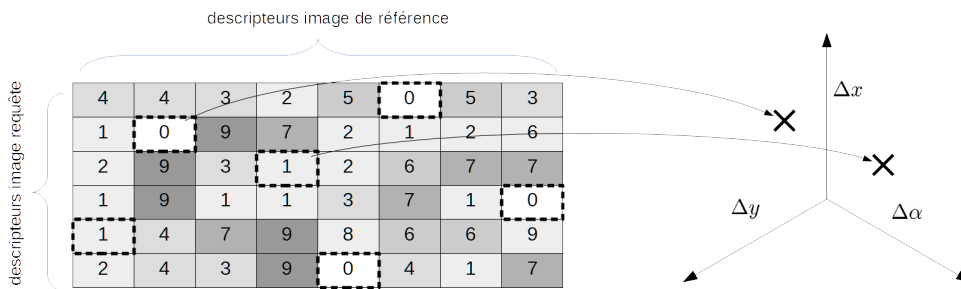 descripteurs image de référence
descripteurs image requête
4 4 3 2 5 0 5 3
1 0 9 7 2 1 2 6
2 9 3 1 2 6 7 7
1 9 1 1 3 7 1 0
1 4 7 9 8 6 6 9
2 4 3 9 0 4 1 7
Δx
Δy
Δα